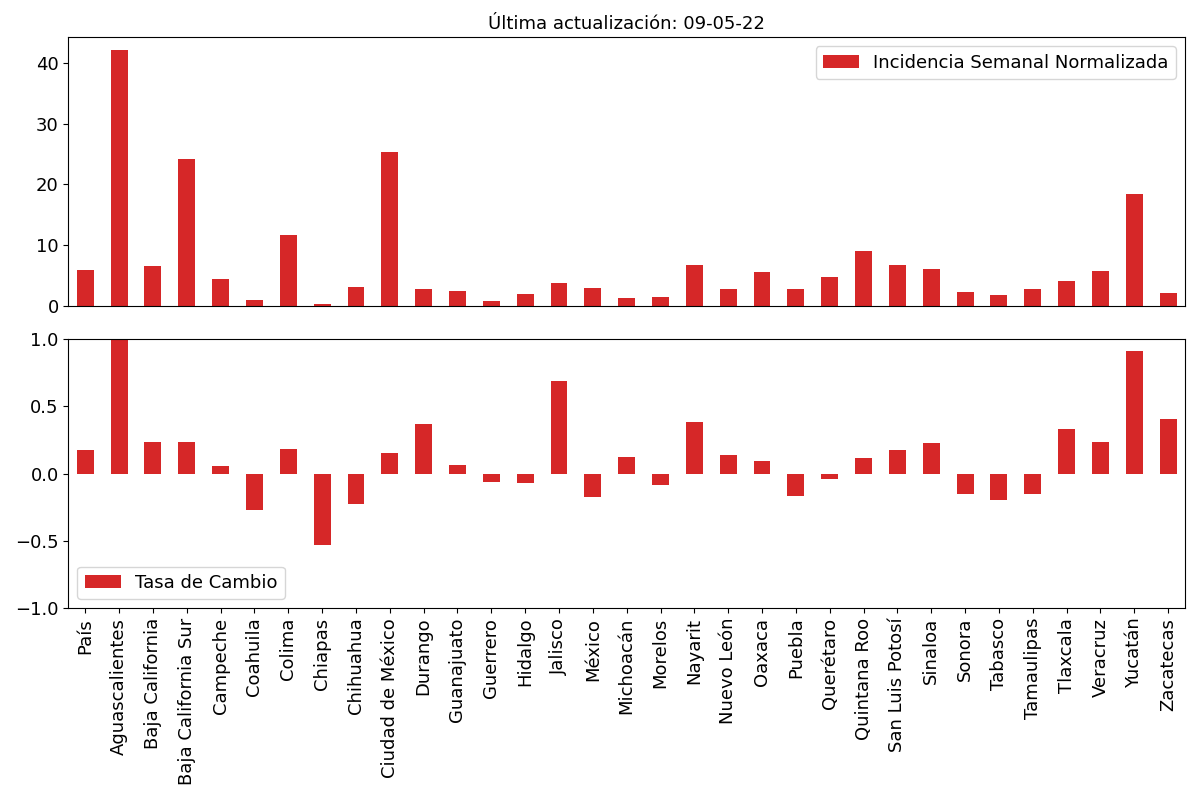 Última actualización: 09-05-22
Incidencia Semanal Normalizada
40
30
20
10
0
1.0
0.5
0.0
−0.5
−1.0
Tasa de Cambio
País
Aguascalientes
Baja California
Baja California Sur
Campeche
Coahuila
Colima
Chiapas
Chihuahua
Ciudad de México
Durango
Guanajuato
Guerrero
Hidalgo
Jalisco
México
Michoacán
Morelos
Nayarit
Nuevo León
Oaxaca
Puebla
Querétaro
Quintana Roo
San Luis Potosí
Sinaloa
Sonora
Tabasco
Tamaulipas
Tlaxcala
Veracruz
Yucatán
Zacatecas